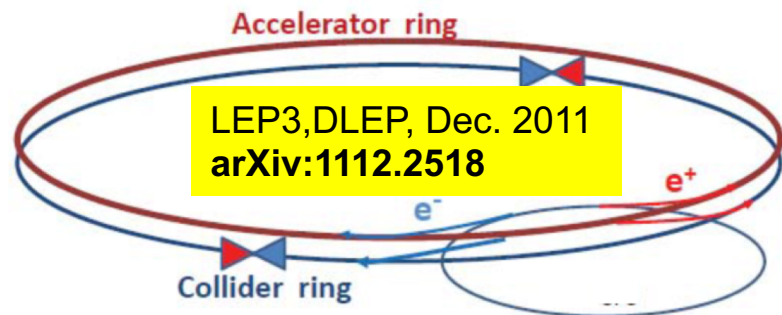 Accelerator ring
LEP3,DLEP, Dec. 2011
arXiv:1112.2518
e⁺
e⁻
Collider ring